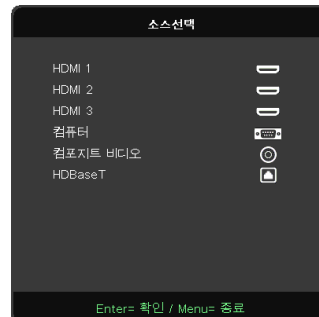 소스선택
HDMI 1
HDMI 2
HDMI 3
컴퓨터
컴포지트 비디오
HDBaseT
Enter= 확인 / Menu= 종료